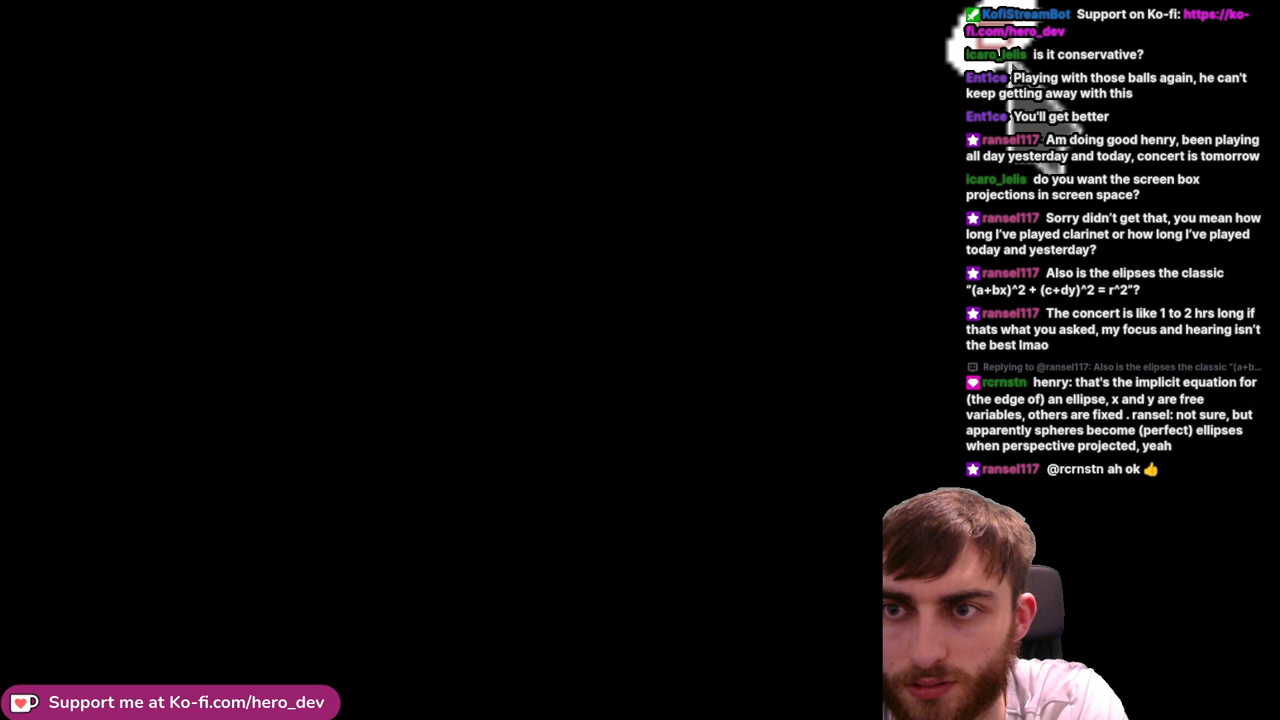 KofiStreamBot Support on Ko-fi: https://ko-
fi.com/hero_dev
icaro_lelis is it conservative?
Ent1ce Playing with those balls again, he can't
keep getting away with this
Ent1ce You'll get better
ransel117 Am doing good henry, been playing
all day yesterday and today, concert is tomorrow
icaro_lelis do you want the screen box
projections in screen space?
ransel117 Sorry didn’t get that, you mean how
long I’ve played clarinet or how long I’ve played
today and yesterday?
ransel117 Also is the elipses the classic
“(a+bx)^2 + (c+dy)^2 = r^2”?
ransel117 The concert is like 1 to 2 hrs long if
thats what you asked, my focus and hearing isn’t
the best lmao
Replying to @ransel117: Also is the elipses the classic “(a+b...
rcrnstn henry: that's the implicit equation for
(the edge of) an ellipse, x and y are free
variables, others are fixed . ransel: not sure, but
apparently spheres become (perfect) ellipses
when perspective projected, yeah
ransel117 @rcrnstn ah ok 👍
Support me at Ko-fi.com/hero_dev